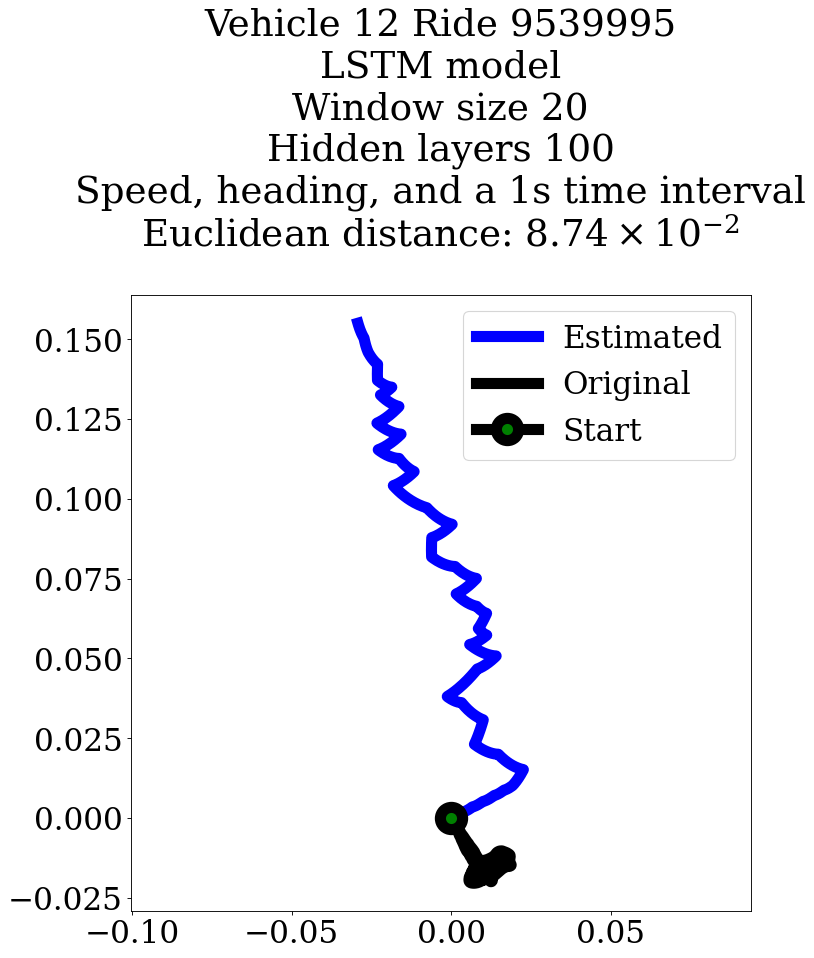 Vehicle 12 Ride 9539995
LSTM model
Window size 20
Hidden layers 100
Speed, heading, and a 1s time interval
Euclidean distance: 8.74 × 10⁻²
Estimated
Original
Start
0.150
0.125
0.100
0.075
0.050
0.025
0.000
−0.025
−0.10 −0.05 0.00 0.05